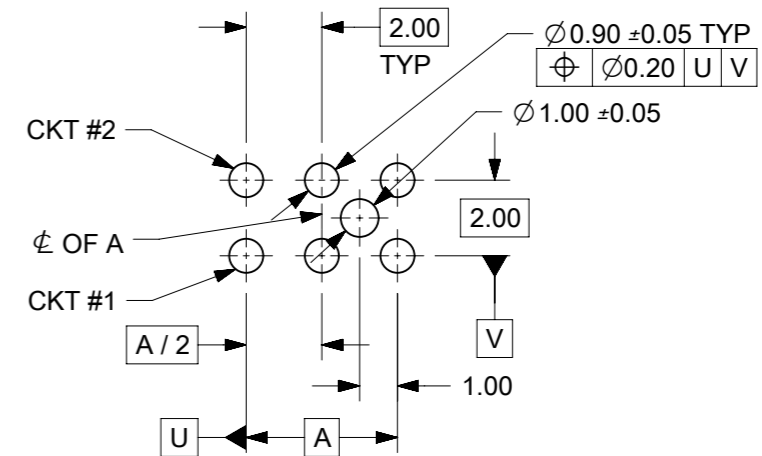 2.00
TYP
⌀0.90 ±0.05 TYP
⌖ ⌀0.20 U V
⌀1.00 ±0.05
CKT #2
2.00
℄ OF A
CKT #1
A / 2
V
1.00
U
A